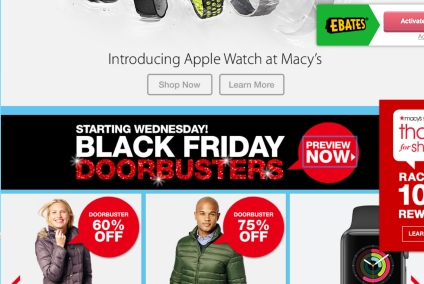 EBATES
Activate
Introducing Apple Watch at Macy's
Shop Now
Learn More
STARTING WEDNESDAY!
BLACK FRIDAY
DOORBUSTERS
PREVIEW
NOW
macy's
for sh
RAC
10
REW
LEAR
DOORBUSTER
60%
OFF
DOORBUSTER
75%
OFF